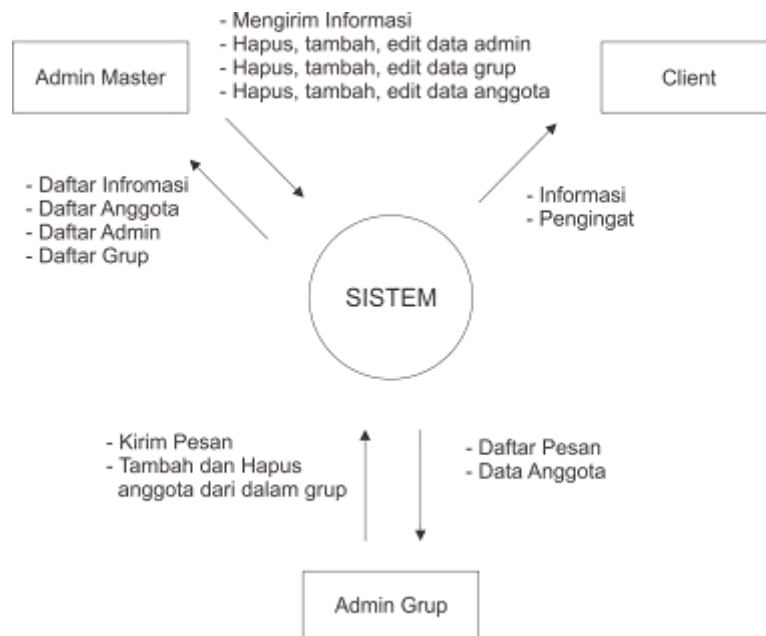 - Mengirim Informasi
- Hapus, tambah, edit data admin
- Hapus, tambah, edit data grup
- Hapus, tambah, edit data anggota
Admin Master
Client
- Daftar Infromasi
- Daftar Anggota
- Daftar Admin
- Daftar Grup
- Informasi
- Pengingat
SISTEM
- Kirim Pesan
- Tambah dan Hapus
anggota dari dalam grup
- Daftar Pesan
- Data Anggota
Admin Grup